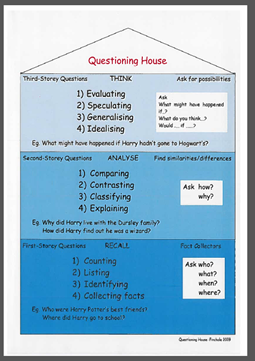 Questioning House
Third-Storey Questions THINK Ask for possibilities
1) Evaluating
2) Speculating
3) Generalising
4) Idealising
Ask
What might have happened
if..?
What do you think..?
Would __ if __?
Eg. What might have happened if Harry hadn't gone to Hogwart's?
Second-Storey Questions ANALYSE Find similarities/differences
1) Comparing
2) Contrasting
3) Classifying
4) Explaining
Ask how?
why?
Eg. Why did Harry live with the Dursley family?
How did Harry find out he was a wizard?
First-Storey Questions RECALL Fact Collectors
1) Counting
2) Listing
3) Identifying
4) Collecting facts
Ask who?
what?
when?
where?
Eg. Who were Harry Potter's best friends?
Where did Harry go to school?
Questioning House